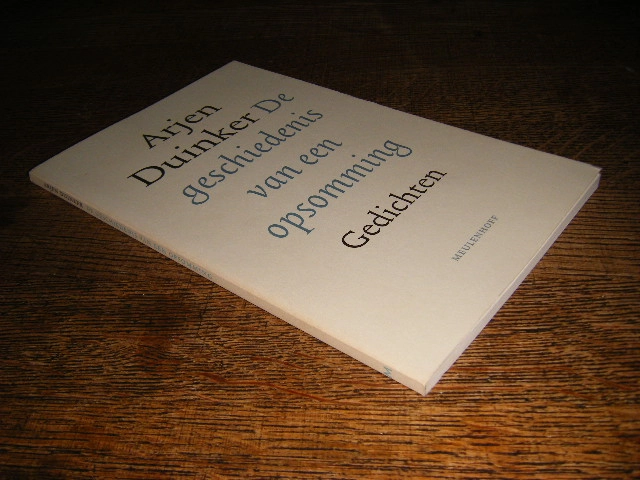 Arjen
Duinker De
geschiedenis
van een
opsomming
Gedichten
MEULENHOFF
M